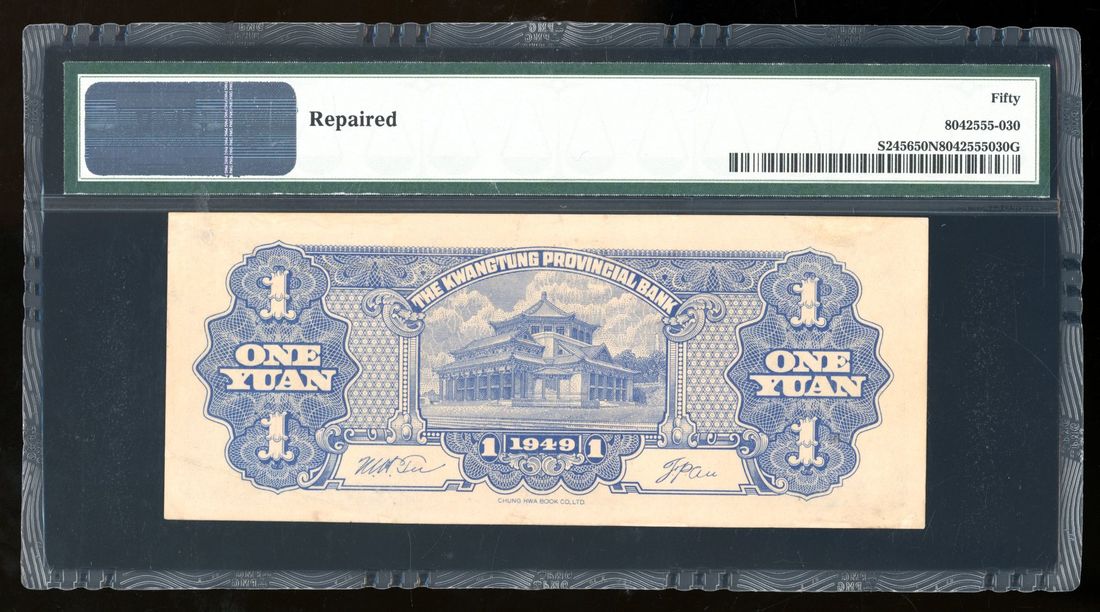 Repaired
Fifty
8042555-030
S245650N8042555030G
THE KWANGTUNG PROVINCIAL BANK
1
1
ONE
YUAN
ONE
YUAN
1
1
1 1949 1
CHUNG HWA BOOK CO., LTD.